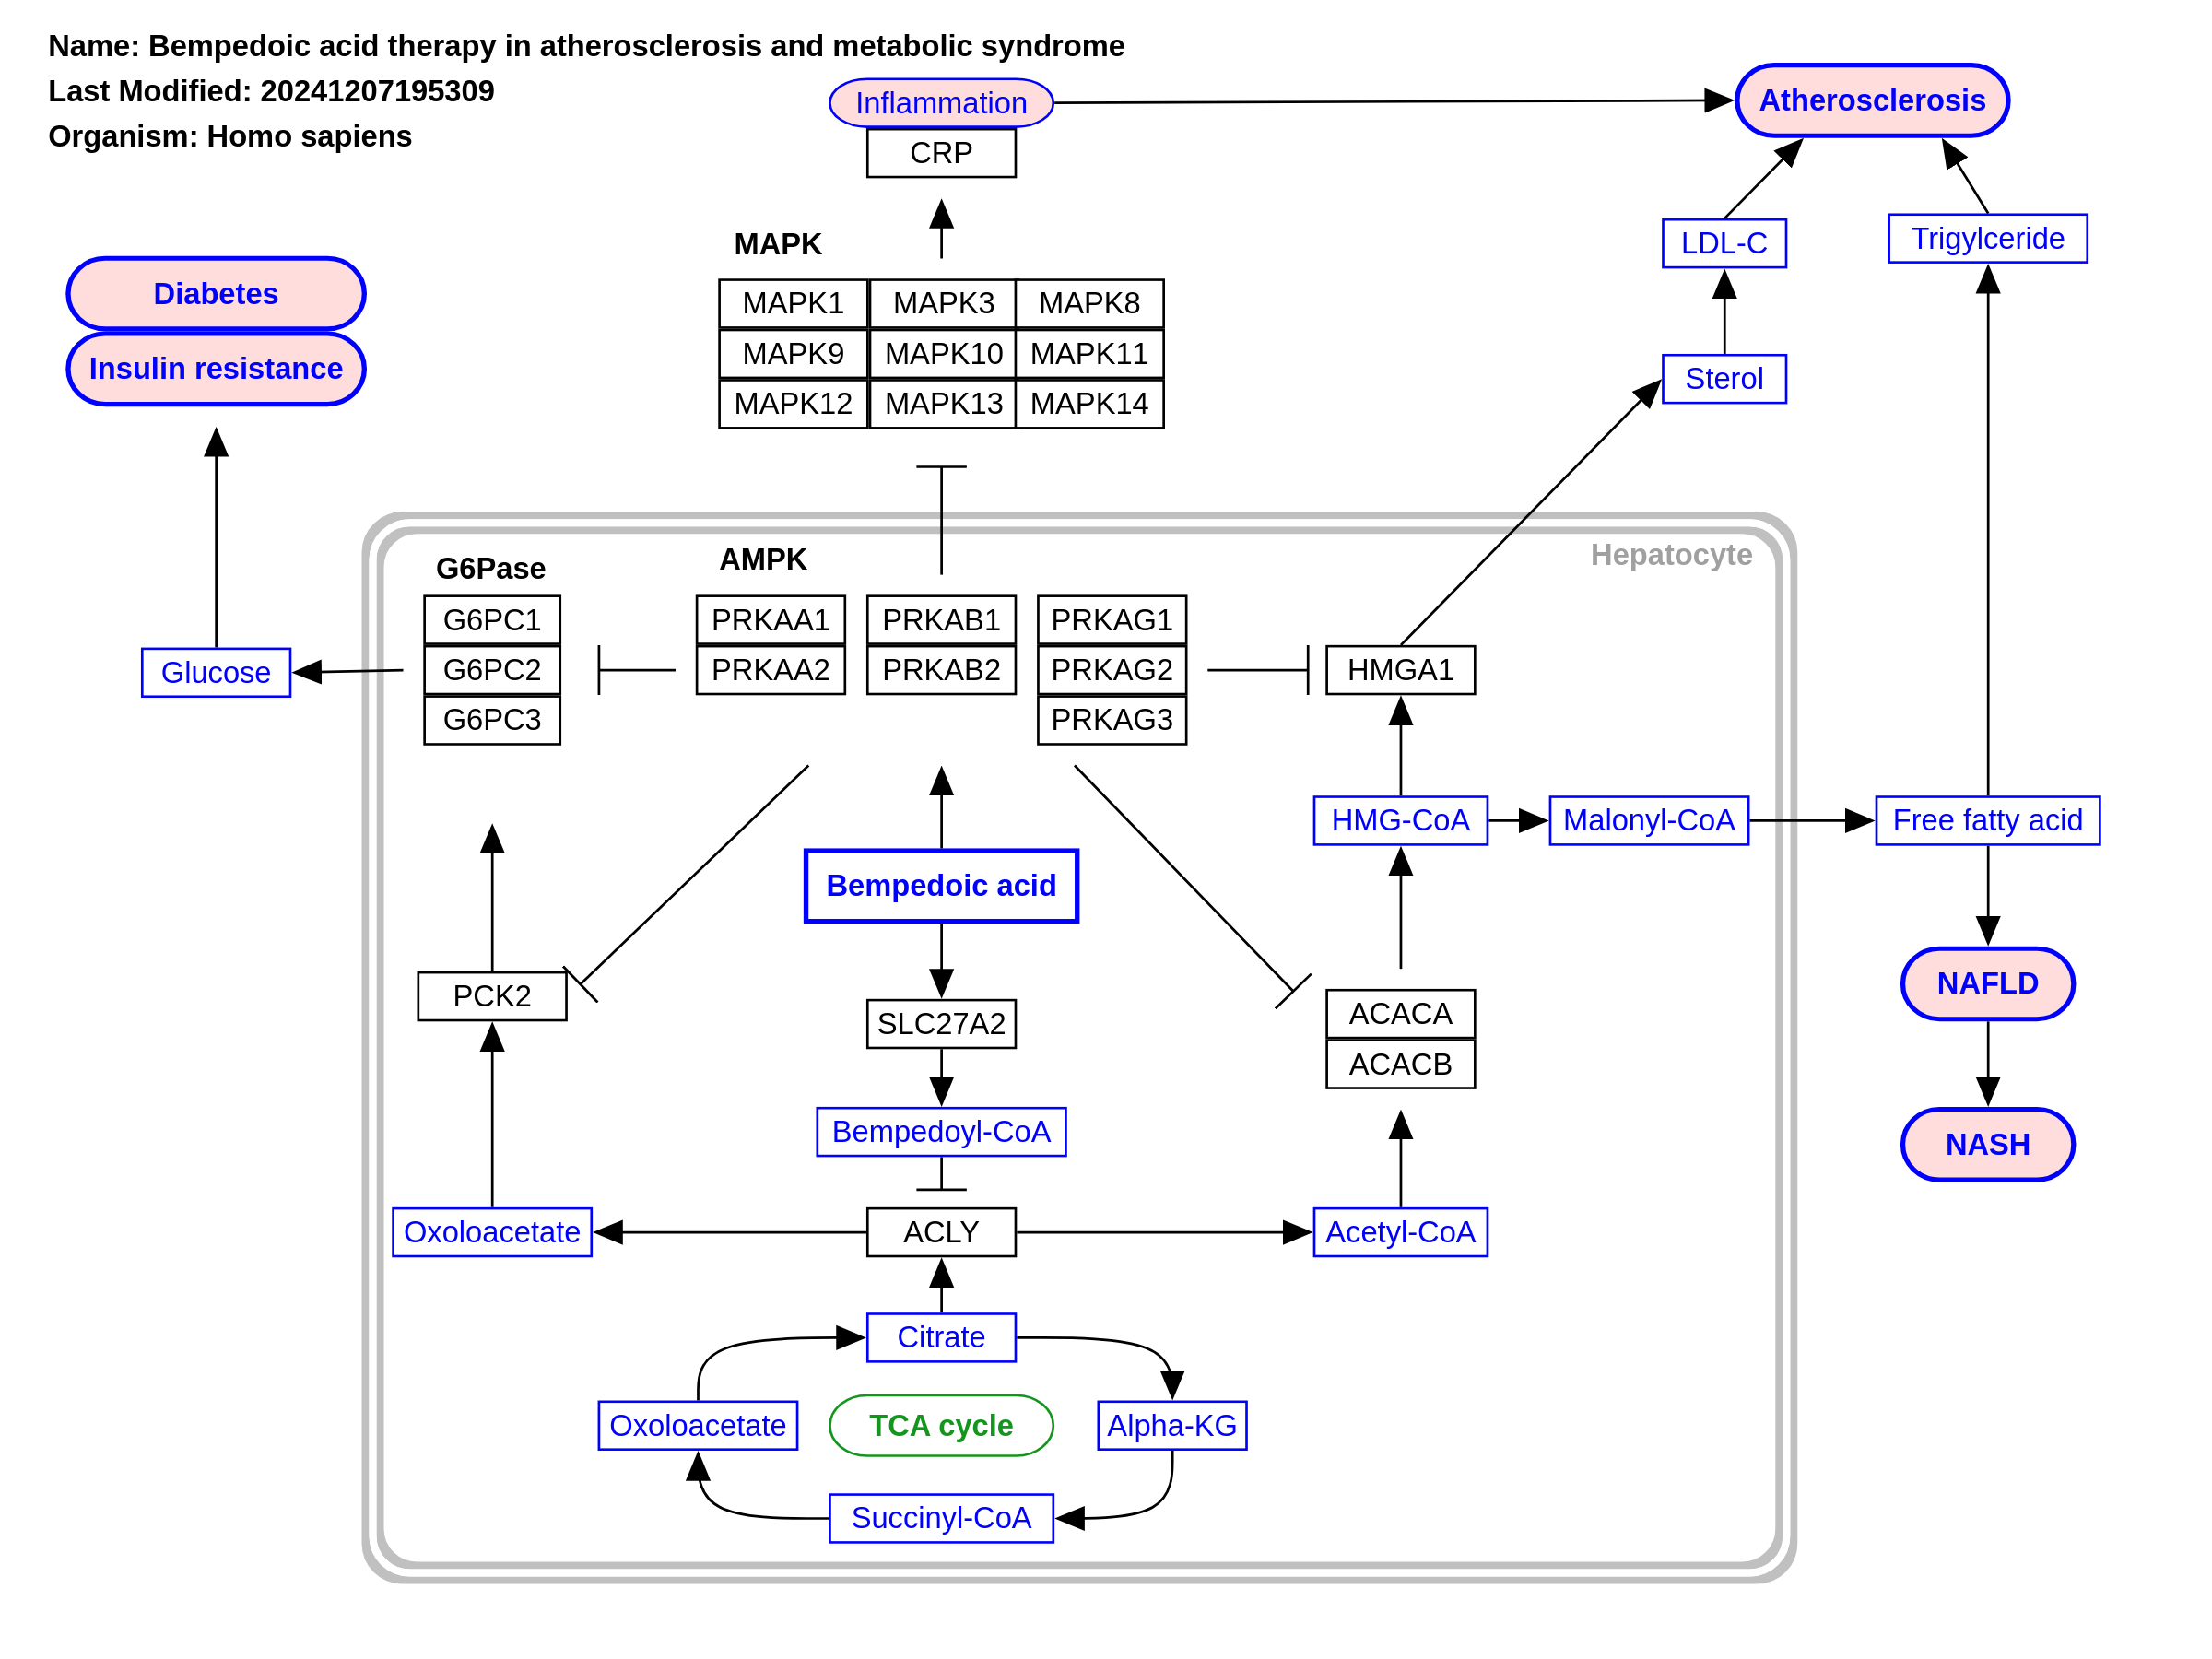 Name: Bempedoic acid therapy in atherosclerosis and metabolic syndrome
Last Modified: 20241207195309
Organism: Homo sapiens
Inflammation
CRP
Atherosclerosis
LDL-C
Trigylceride
Sterol
MAPK
MAPK1
MAPK3
MAPK8
MAPK9
MAPK10
MAPK11
MAPK12
MAPK13
MAPK14
Diabetes
Insulin resistance
Glucose
Hepatocyte
G6Pase
G6PC1
G6PC2
G6PC3
AMPK
PRKAA1
PRKAB1
PRKAG1
PRKAA2
PRKAB2
PRKAG2
PRKAG3
HMGA1
HMG-CoA
Malonyl-CoA
Free fatty acid
Bempedoic acid
PCK2
SLC27A2
ACACA
ACACB
NAFLD
NASH
Bempedoyl-CoA
Oxoloacetate
ACLY
Acetyl-CoA
Citrate
Oxoloacetate
TCA cycle
Alpha-KG
Succinyl-CoA